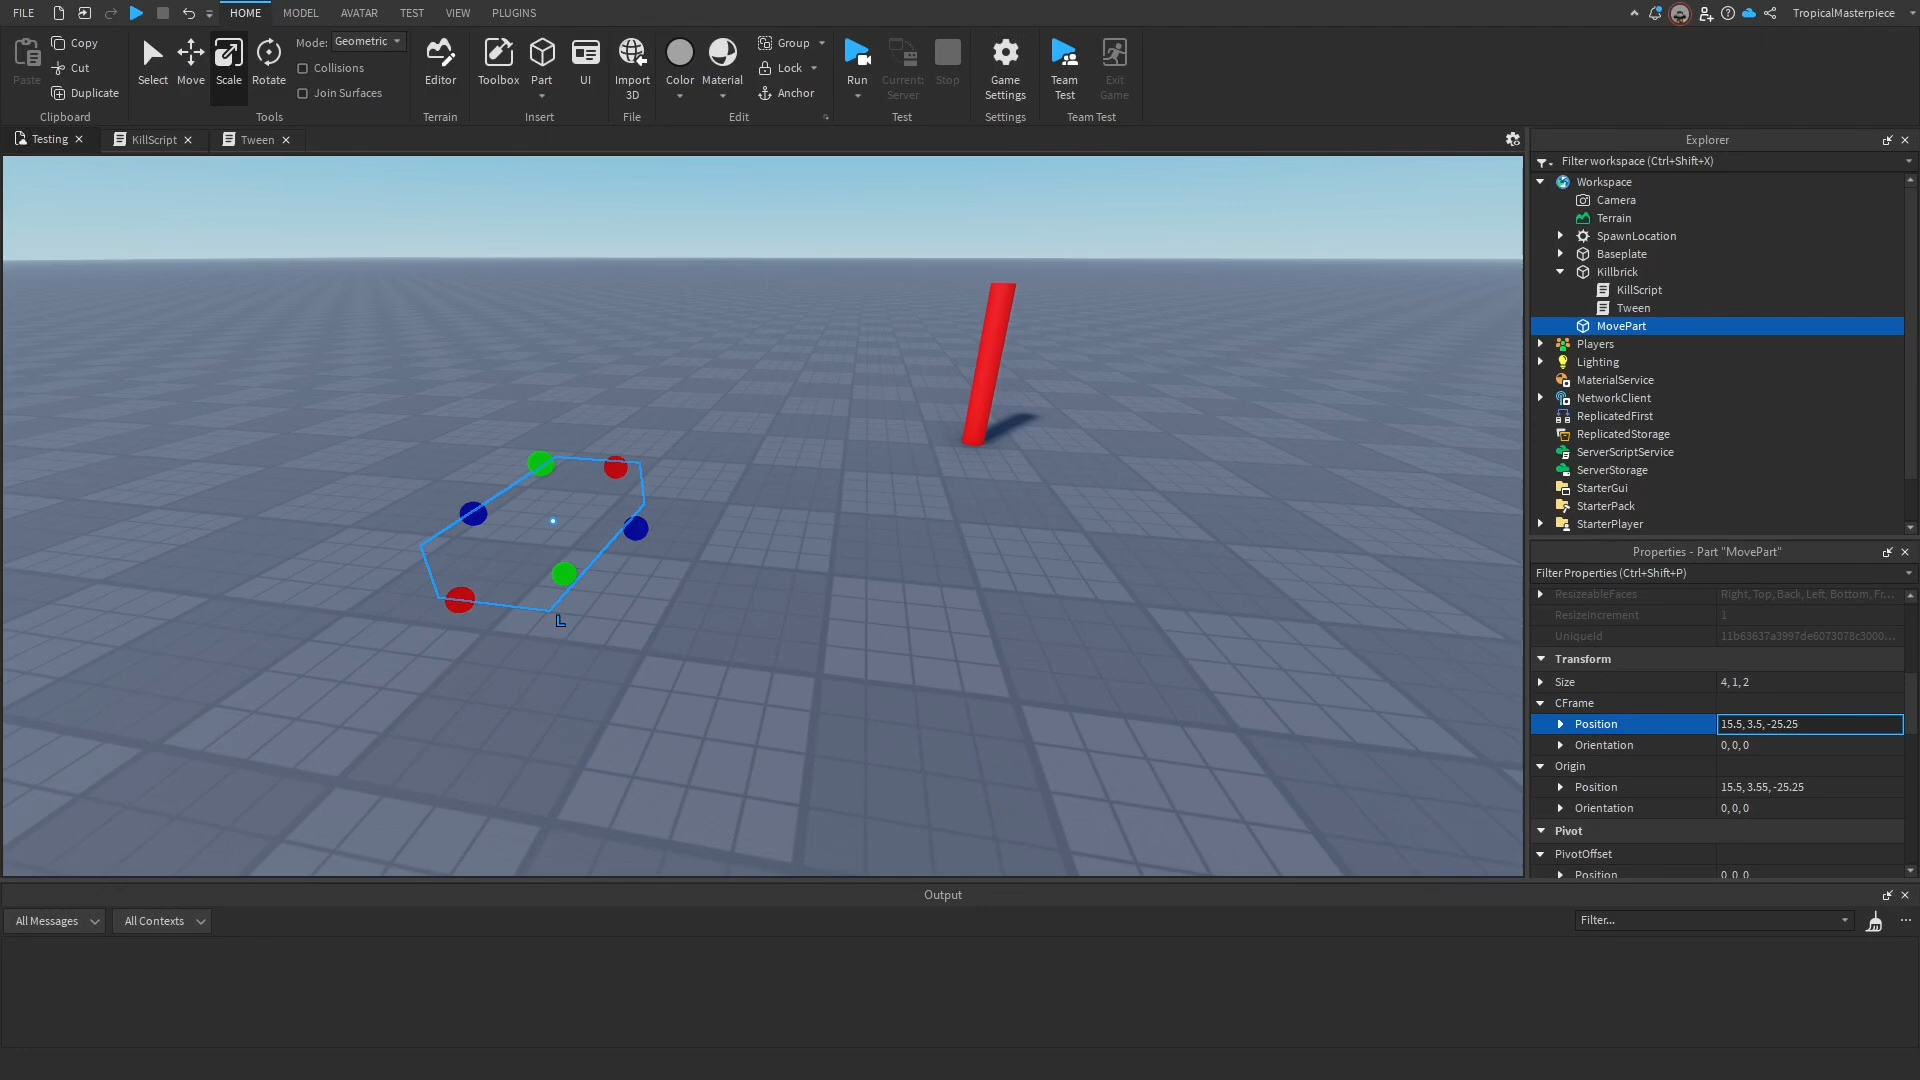 FILE
HOME
MODEL
AVATAR
TEST
VIEW
PLUGINS
TropicalMasterpiece
Paste
Copy
Cut
Duplicate
Clipboard
Select
Move
Scale
Rotate
Mode: Geometric
Collisions
Join Surfaces
Tools
Editor
Terrain
Toolbox
Part
UI
Insert
Import
3D
File
Color
Material
Group
Lock
Anchor
Edit
Run
Current:
Server
Stop
Test
Game
Settings
Settings
Team
Test
Exit
Game
Team Test
Testing
KillScript
Tween
L
Explorer
Filter workspace (Ctrl+Shift+X)
Workspace
Camera
Terrain
SpawnLocation
Baseplate
Killbrick
KillScript
Tween
MovePart
Players
Lighting
MaterialService
NetworkClient
ReplicatedFirst
ReplicatedStorage
ServerScriptService
ServerStorage
StarterGui
StarterPack
StarterPlayer
Properties - Part "MovePart"
Filter Properties (Ctrl+Shift+P)
ResizeableFaces Right, Top, Back, Left, Bottom, Fr...
ResizeIncrement 1
UniqueId 11b63637a3997de6073078c3000...
Transform
Size 4, 1, 2
CFrame
Position 15.5, 3.5, -25.25
Orientation 0, 0, 0
Origin
Position 15.5, 3.55, -25.25
Orientation 0, 0, 0
Pivot
PivotOffset
Position 0, 0, 0
Output
All Messages
All Contexts
Filter...